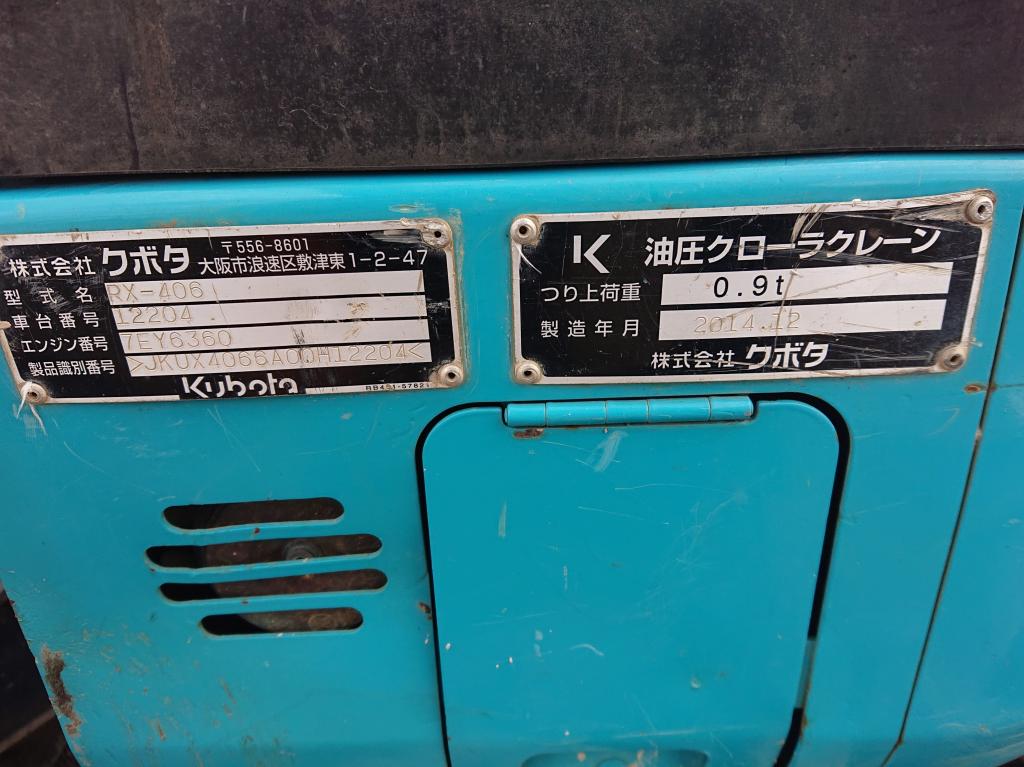 株式会社 クボタ 〒556-8601
大阪市浪速区敷津東1-2-47
型式名 RX-406
車台番号 12204
エンジン番号 7EY6360
製品識別番号 >JKUX4066A00H12204<
Kubota
油圧クローラクレーン
つり上荷重 0.9t
製造年月 2014.12
株式会社 クボタ